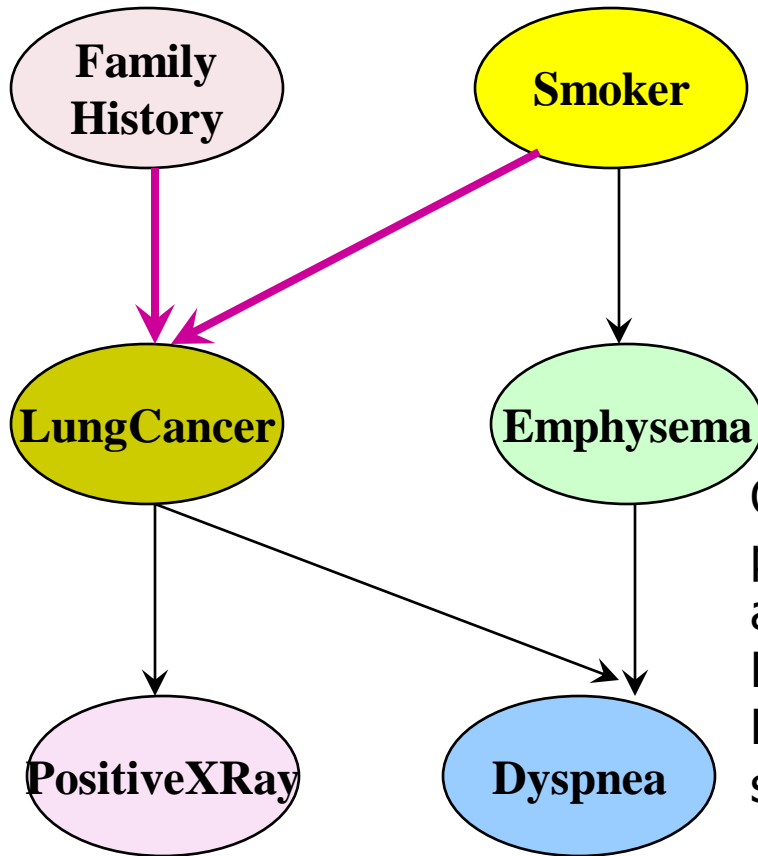 Family
History
Smoker
LungCancer
Emphysema
PositiveXRay
Dyspnea